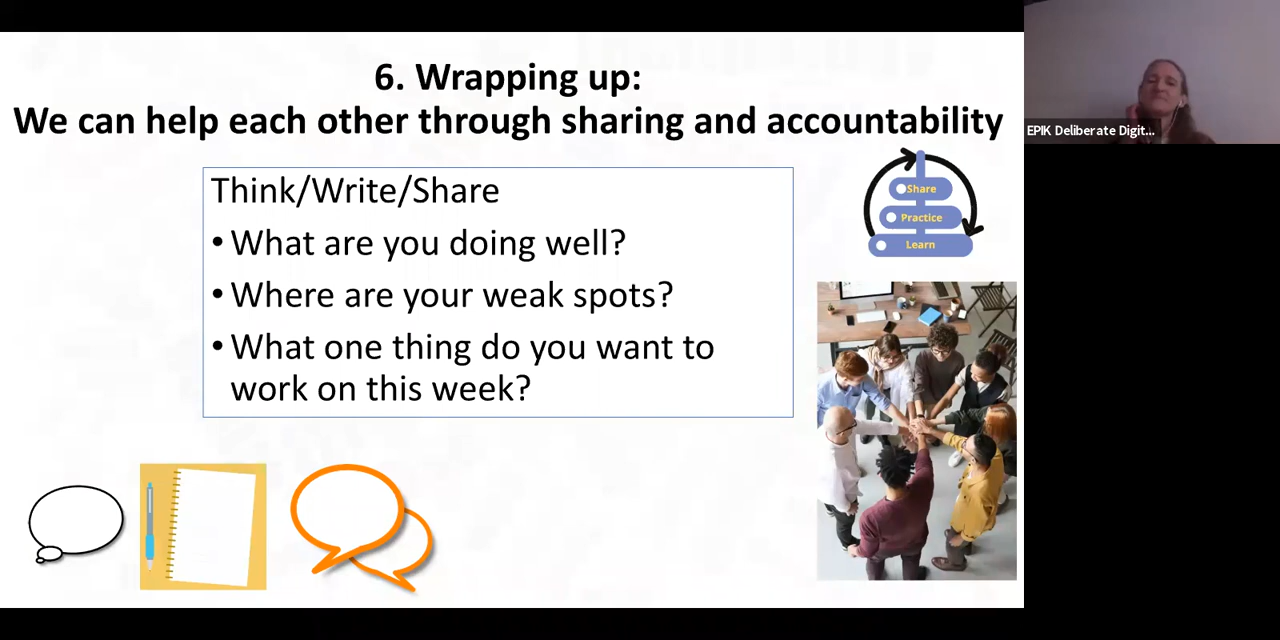 6. Wrapping up:
We can help each other through sharing and accountability
Think/Write/Share
• What are you doing well?
• Where are your weak spots?
• What one thing do you want to
work on this week?
Share
Practice
Learn
EPIK Deliberate Digit...